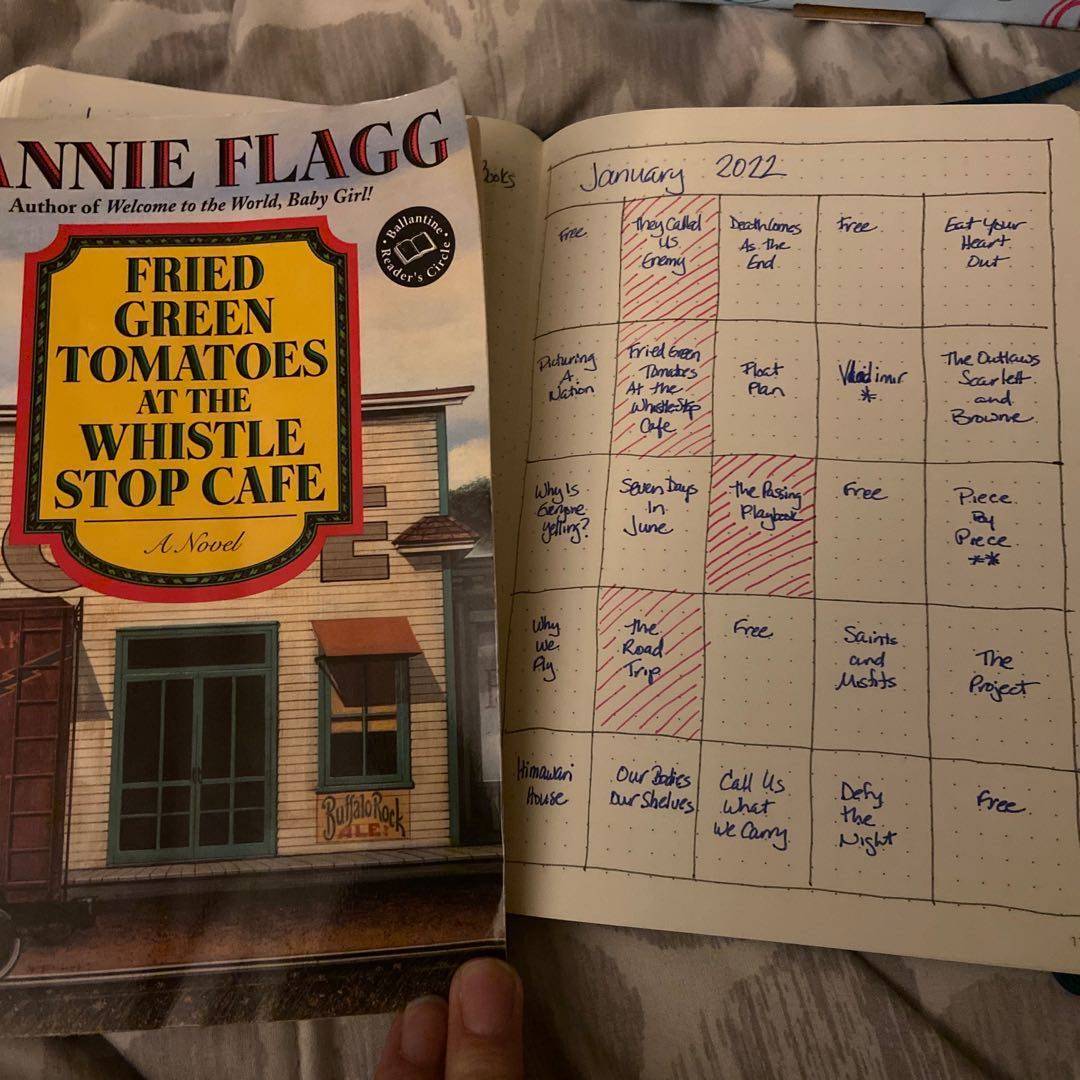 ANNIE FLAGG
Author of Welcome to the World, Baby Girl!
Ballantine
Reader's Circle
FRIED
GREEN
TOMATOES
AT THE
WHISTLE
STOP CAFE
A Novel
Buffalo Rock
ALE!
Books
January 2022
Free
They Called
Us
Enemy
Death Comes
As the
End
Free
Eat Your
Heart
Out
Picturing
A
Nation
Fried Green
Tomatoes
At the
Whistle Stop
Cafe
Float
Plan
Vladimir
*
The Outlaws
Scarlett
and
Browne
Why Is
Everyone
Yelling?
Seven Days
In
June
The Passing
Playbook
Free
Piece
By
Piece
**
Why
We
Fly
The
Road
Trip
Free
Saints
and
Misfits
The
Project
Himawari
House
Our Bodies
Our Shelves
Call Us
What
We Carry
Defy
the
Night
Free